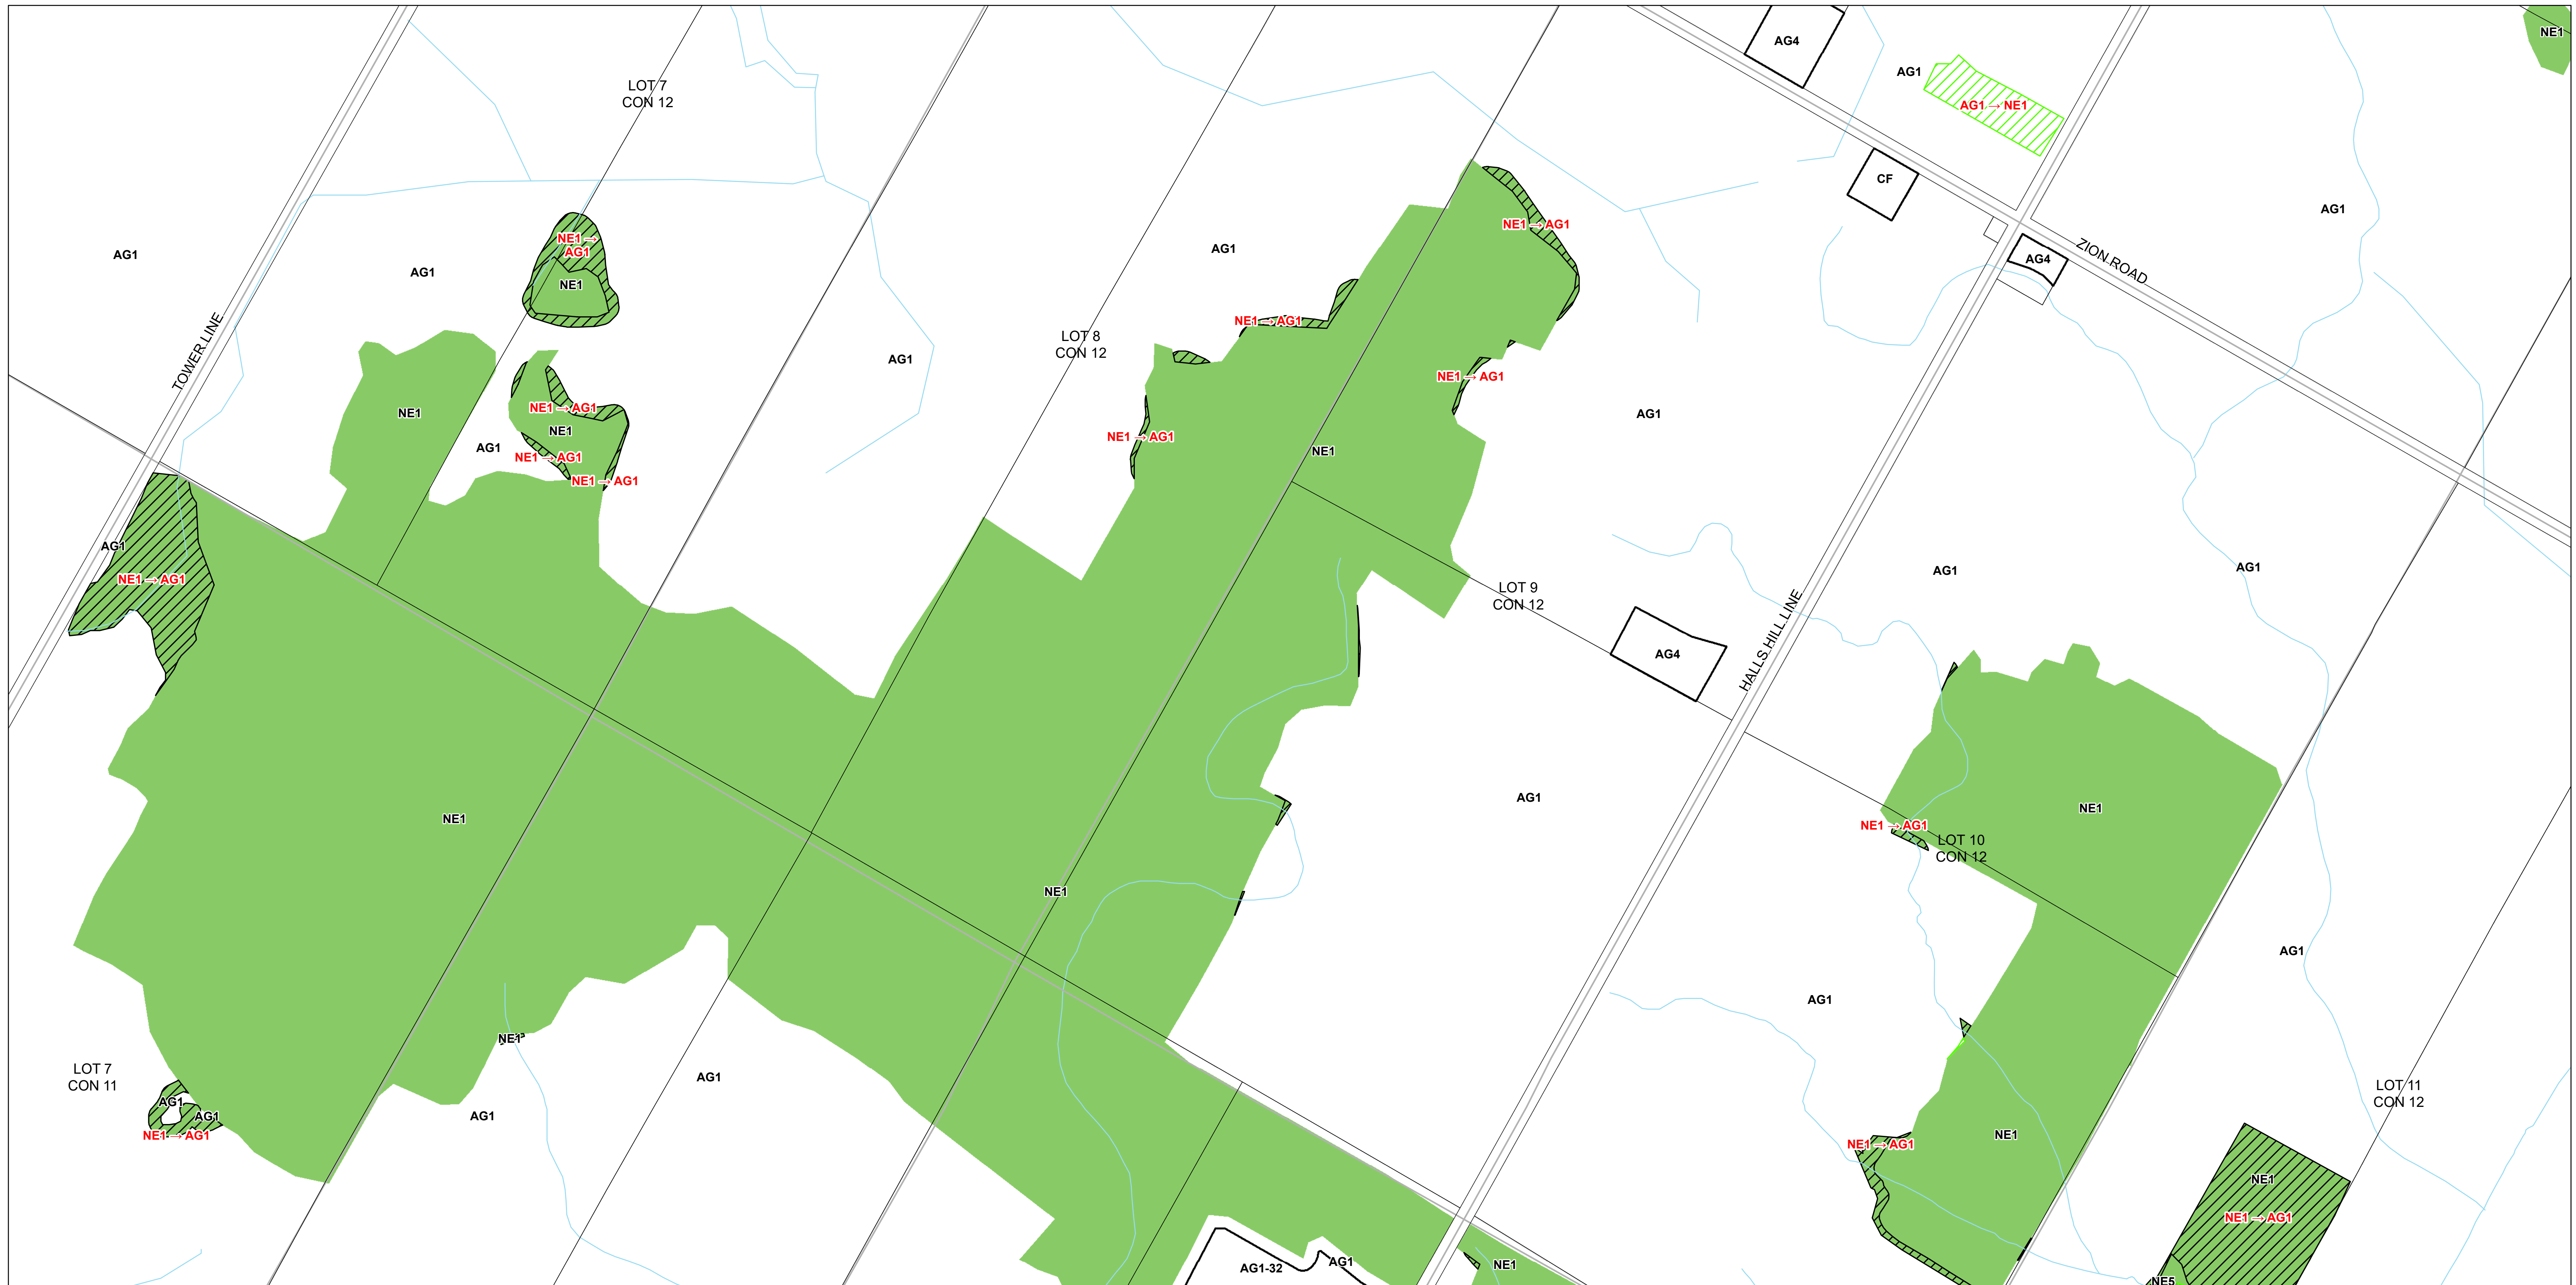 AG4
NE1
AG1
AG1 → NE1
LOT 7
CON 12
CF
AG1
NE1 →
AG1
NE1
AG1
AG1
AG1
NE1 → AG1
AG4
ZION ROAD
TOWER LINE
NE1 → AG1
LOT 8
CON 12
AG1
NE1 → AG1
NE1
NE1 → AG1
AG1
NE1
AG1
NE1 → AG1
NE1
NE1 → AG1
NE1 → AG1
AG1
NE1 → AG1
LOT 9
CON 12
AG1
AG1
HALLS HILL LINE
AG4
AG1
NE1
NE1
NE1 → AG1
LOT 10
CON 12
NE1
AG1
AG1
NE1
LOT 7
CON 11
AG1
AG1
AG1
AG1
NE1 → AG1
LOT 11
CON 12
NE1 → AG1
NE1
NE1
NE1 → AG1
AG1-32
AG1
NE1
NE5